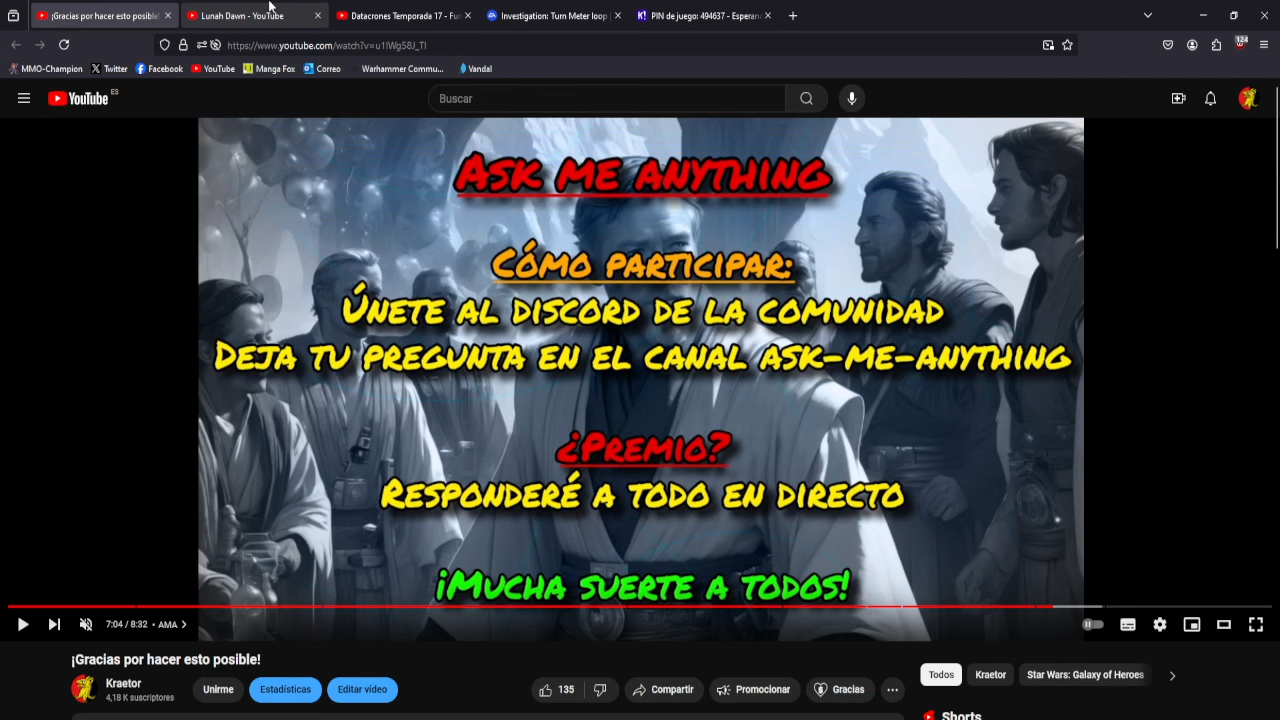 ¡Gracias por hacer esto posible!
Lunah Dawn - YouTube
Datacrones Temporada 17 - Fu
Investigation: Turn Meter loop |
PIN de juego: 494637 - Esperan
https://www.youtube.com/watch?v=u1lWg58J_TI
124
MMO-Champion
Twitter
Facebook
YouTube
Manga Fox
Correo
Warhammer Commu...
Vandal
YouTube ES
Buscar
Ask me anything
Cómo participar:
Únete al discord de la comunidad
Deja tu pregunta en el canal ask-me-anything
¿Premio?
Responderé a todo en directo
¡Mucha suerte a todos!
7:04 / 8:32 • AMA
¡Gracias por hacer esto posible!
Kraetor
4,18 K suscriptores
Unirme
Estadísticas
Editar vídeo
135
Compartir
Promocionar
Gracias
Todos
Kraetor
Star Wars: Galaxy of Heroes
Shorts